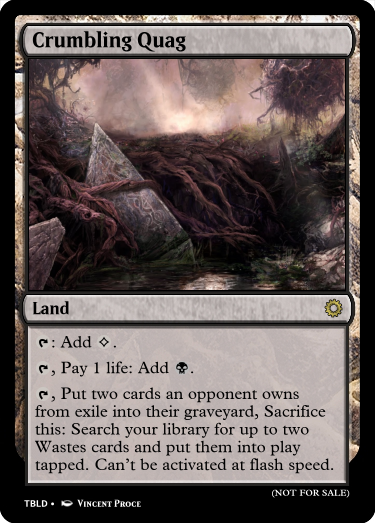 Crumbling Quag
Land
: Add .
, Pay 1 life: Add .
, Put two cards an opponent owns
from exile into their graveyard, Sacrifice
this: Search your library for up to two
Wastes cards and put them into play
tapped. Can't be activated at flash speed.
(NOT FOR SALE)
TBLD • VINCENT PROCE